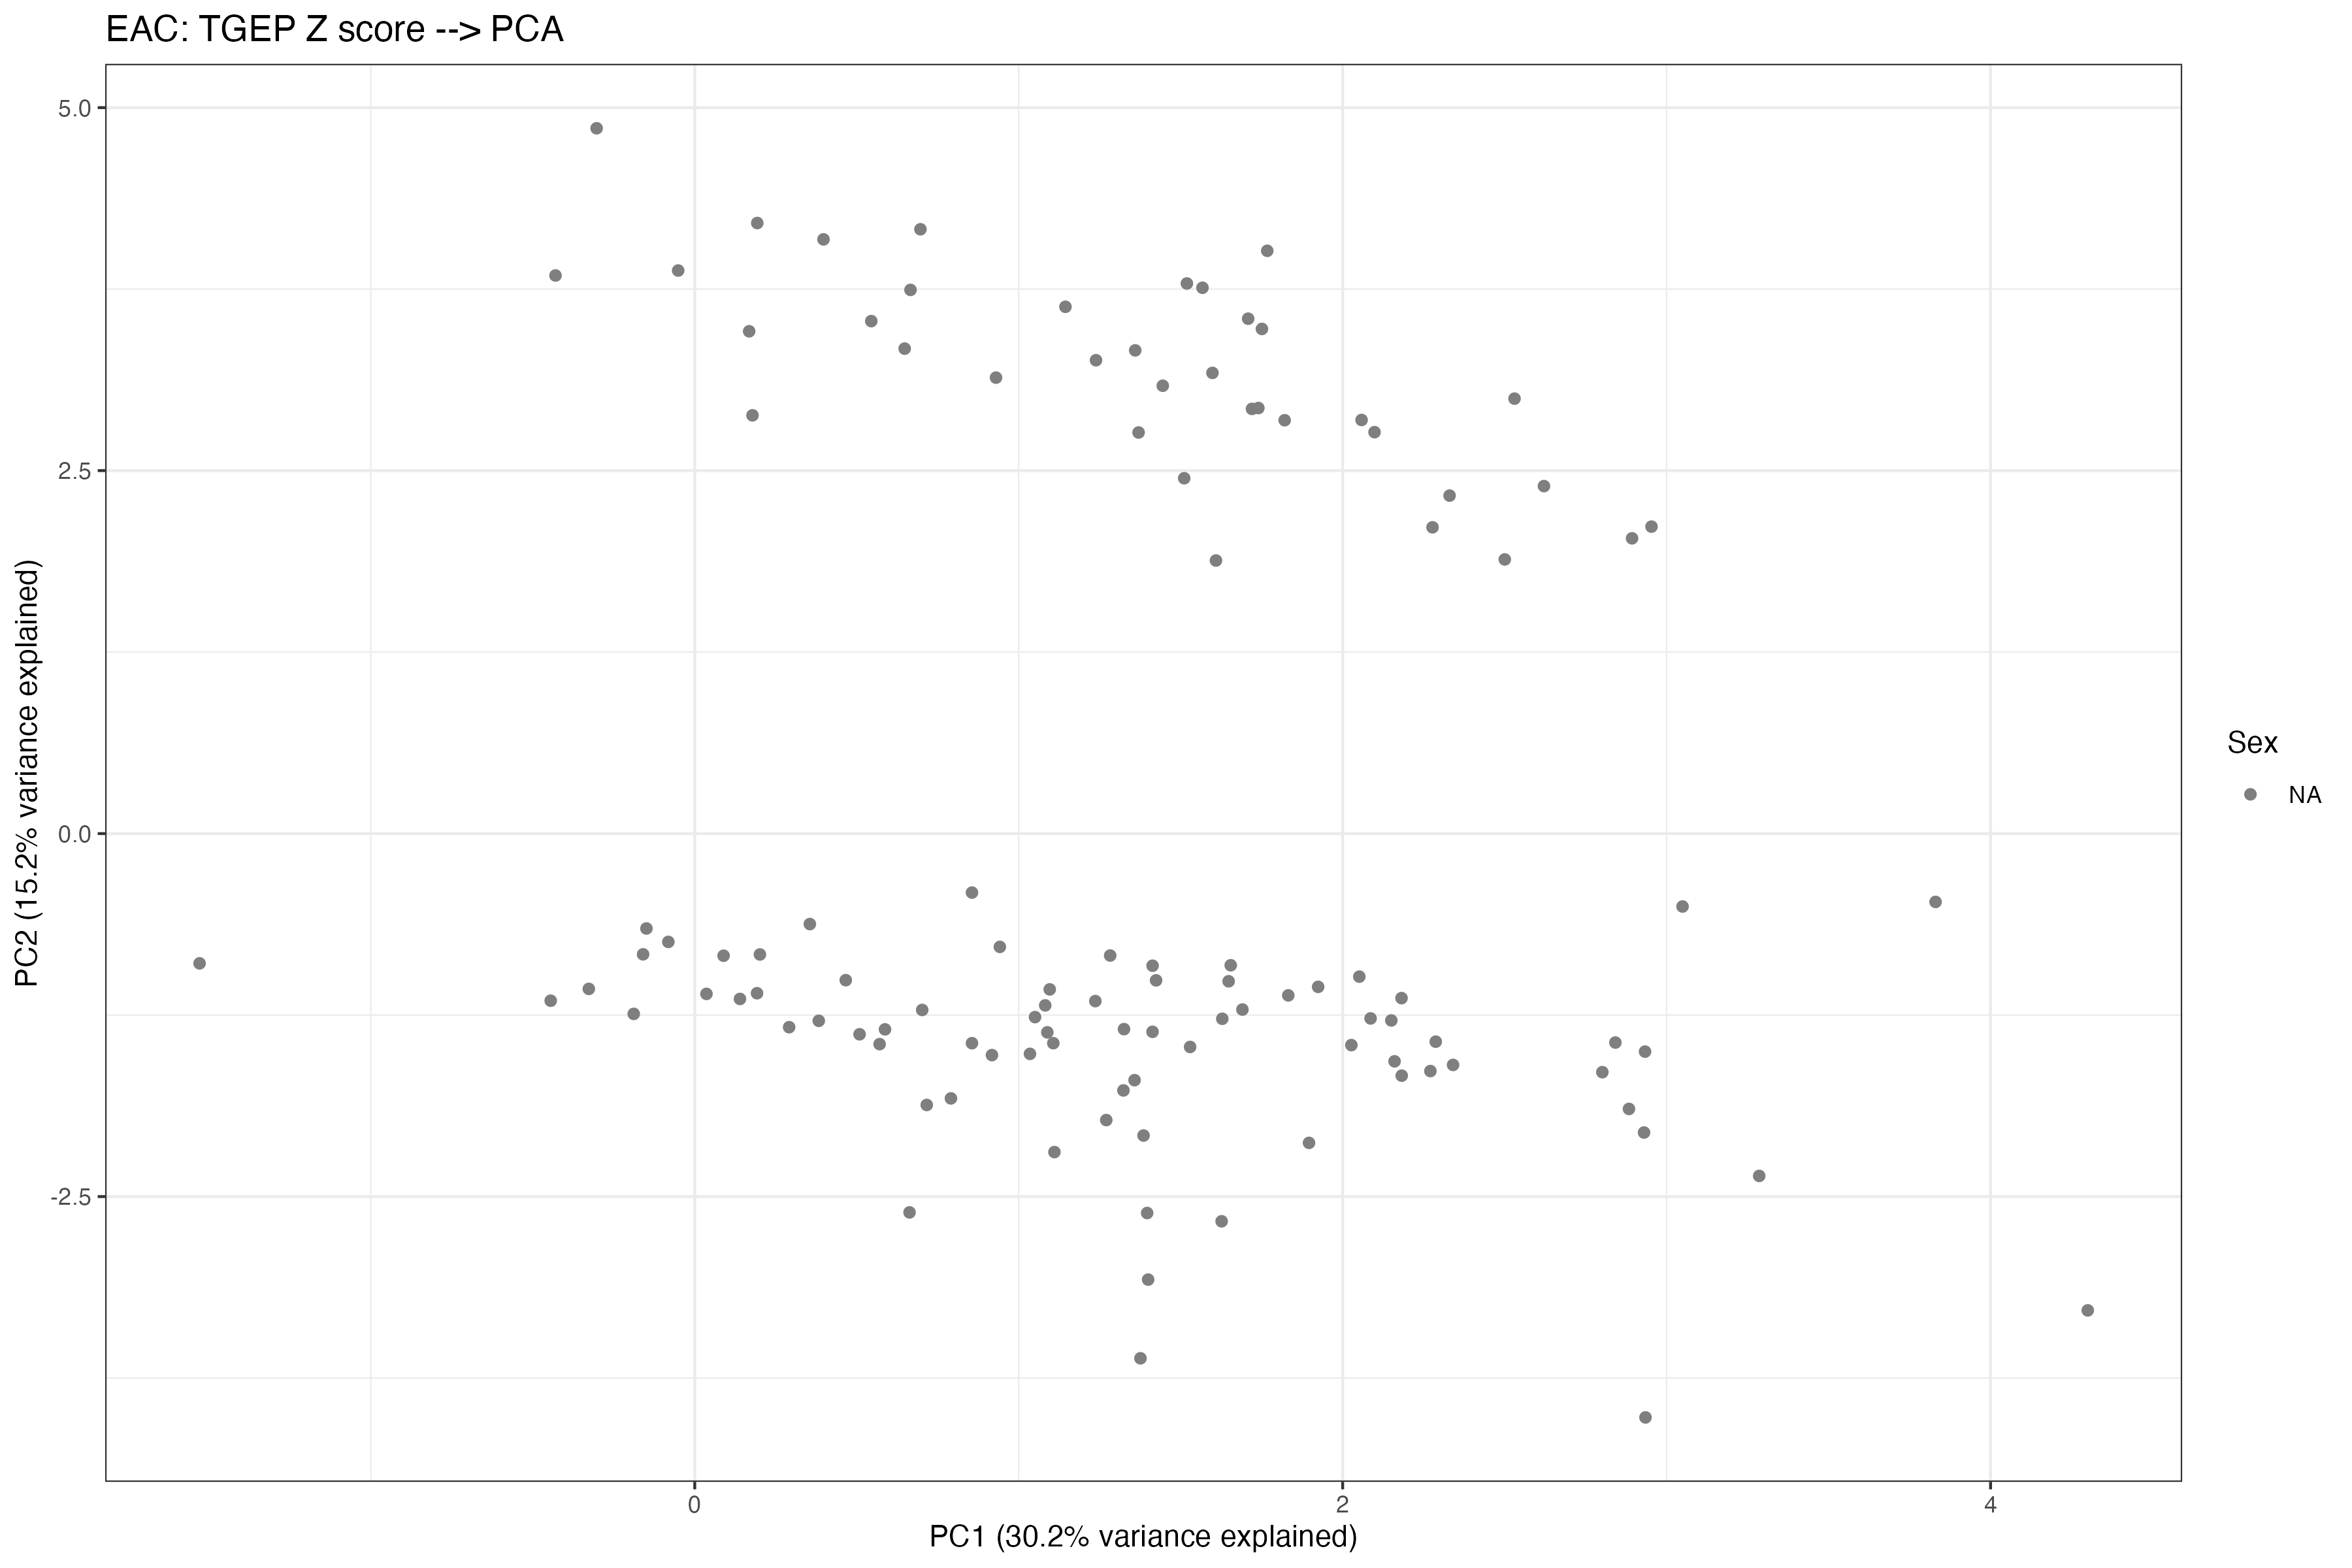 EAC: TGEP Z score --> PCA
5.0
2.5
0.0
-2.5
PC2 (15.2% variance explained)
0
2
4
PC1 (30.2% variance explained)
Sex
NA